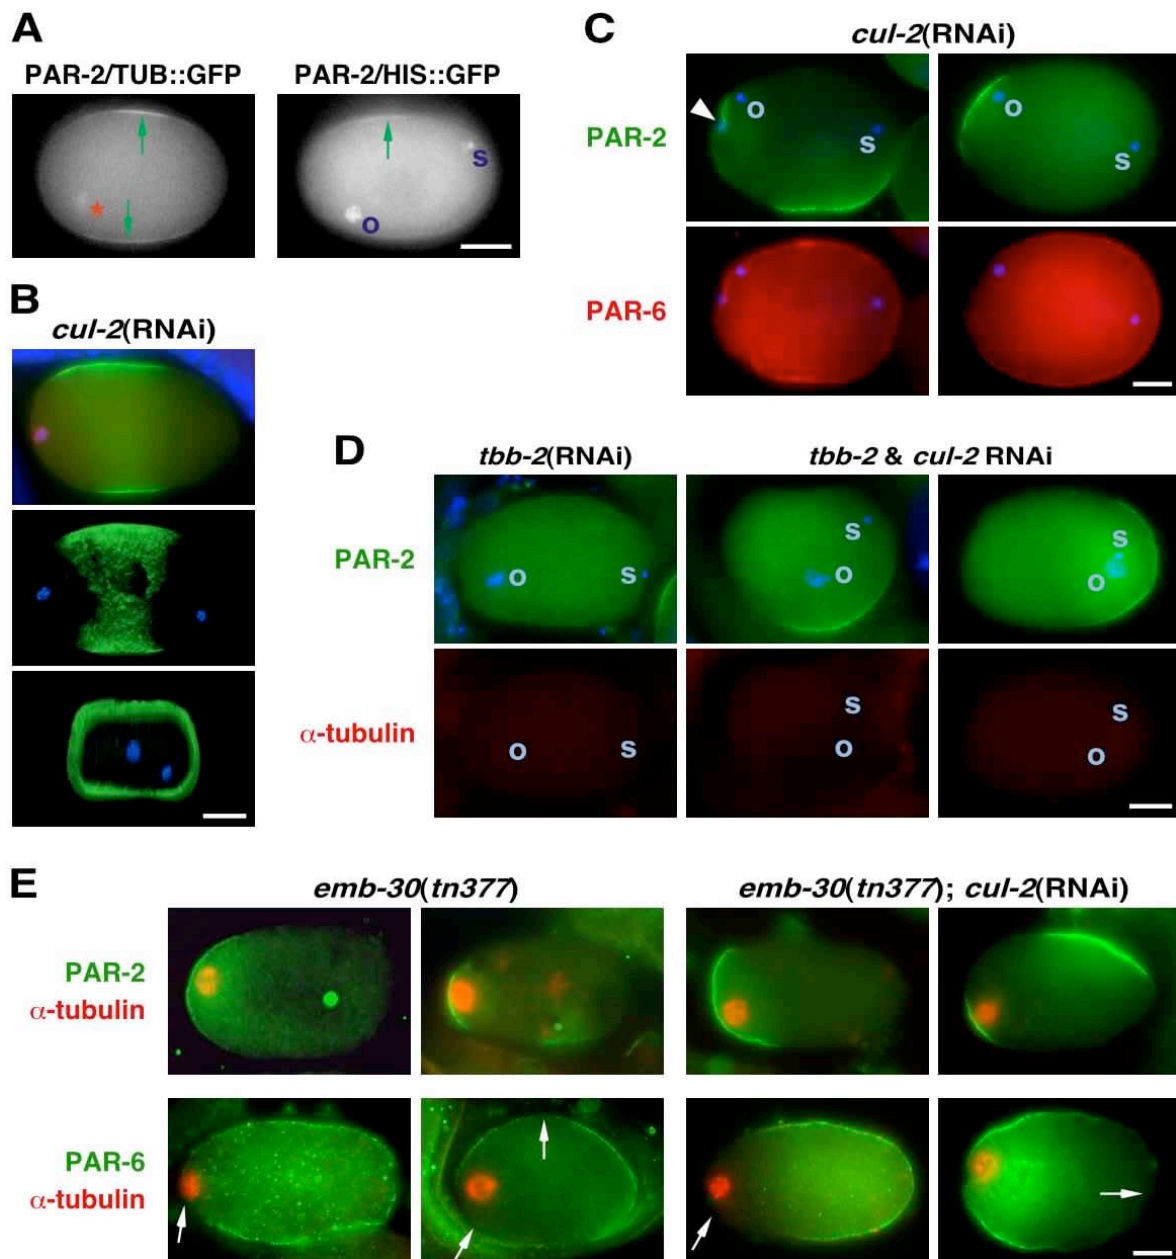 A
PAR-2/TUB::GFP PAR-2/HIS::GFP
s
o
B
cul-2(RNAi)
C
cul-2(RNAi)
PAR-2
o
s
o
s
PAR-6
D
tbb-2(RNAi) tbb-2 & cul-2 RNAi
PAR-2
o
s
s
o
s
o
α-tubulin
o
s
s
o
s
o
E
emb-30(tn377) emb-30(tn377); cul-2(RNAi)
PAR-2
α-tubulin
PAR-6
α-tubulin